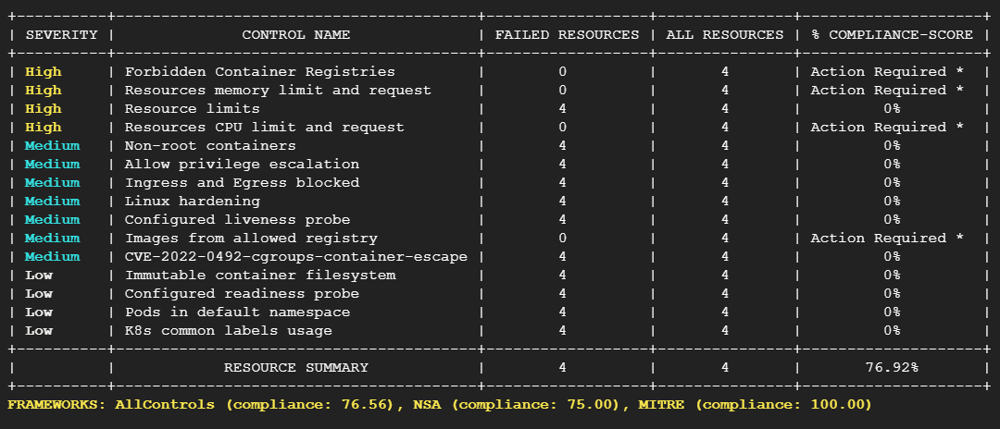 +----------+-----------------------------------------+------------------+---------------+--------------------+
| SEVERITY | CONTROL NAME | FAILED RESOURCES | ALL RESOURCES | % COMPLIANCE-SCORE |
+----------+-----------------------------------------+------------------+---------------+--------------------+
| High | Forbidden Container Registries | 0 | 4 | Action Required * |
| High | Resources memory limit and request | 0 | 4 | Action Required * |
| High | Resource limits | 4 | 4 | 0% |
| High | Resources CPU limit and request | 0 | 4 | Action Required * |
| Medium | Non-root containers | 4 | 4 | 0% |
| Medium | Allow privilege escalation | 4 | 4 | 0% |
| Medium | Ingress and Egress blocked | 4 | 4 | 0% |
| Medium | Linux hardening | 4 | 4 | 0% |
| Medium | Configured liveness probe | 4 | 4 | 0% |
| Medium | Images from allowed registry | 0 | 4 | Action Required * |
| Medium | CVE-2022-0492-cgroups-container-escape | 4 | 4 | 0% |
| Low | Immutable container filesystem | 4 | 4 | 0% |
| Low | Configured readiness probe | 4 | 4 | 0% |
| Low | Pods in default namespace | 4 | 4 | 0% |
| Low | K8s common labels usage | 4 | 4 | 0% |
+----------+-----------------------------------------+------------------+---------------+--------------------+
| | RESOURCE SUMMARY | 4 | 4 | 76.92% |
+----------+-----------------------------------------+------------------+---------------+--------------------+
FRAMEWORKS: AllControls (compliance: 76.56), NSA (compliance: 75.00), MITRE (compliance: 100.00)